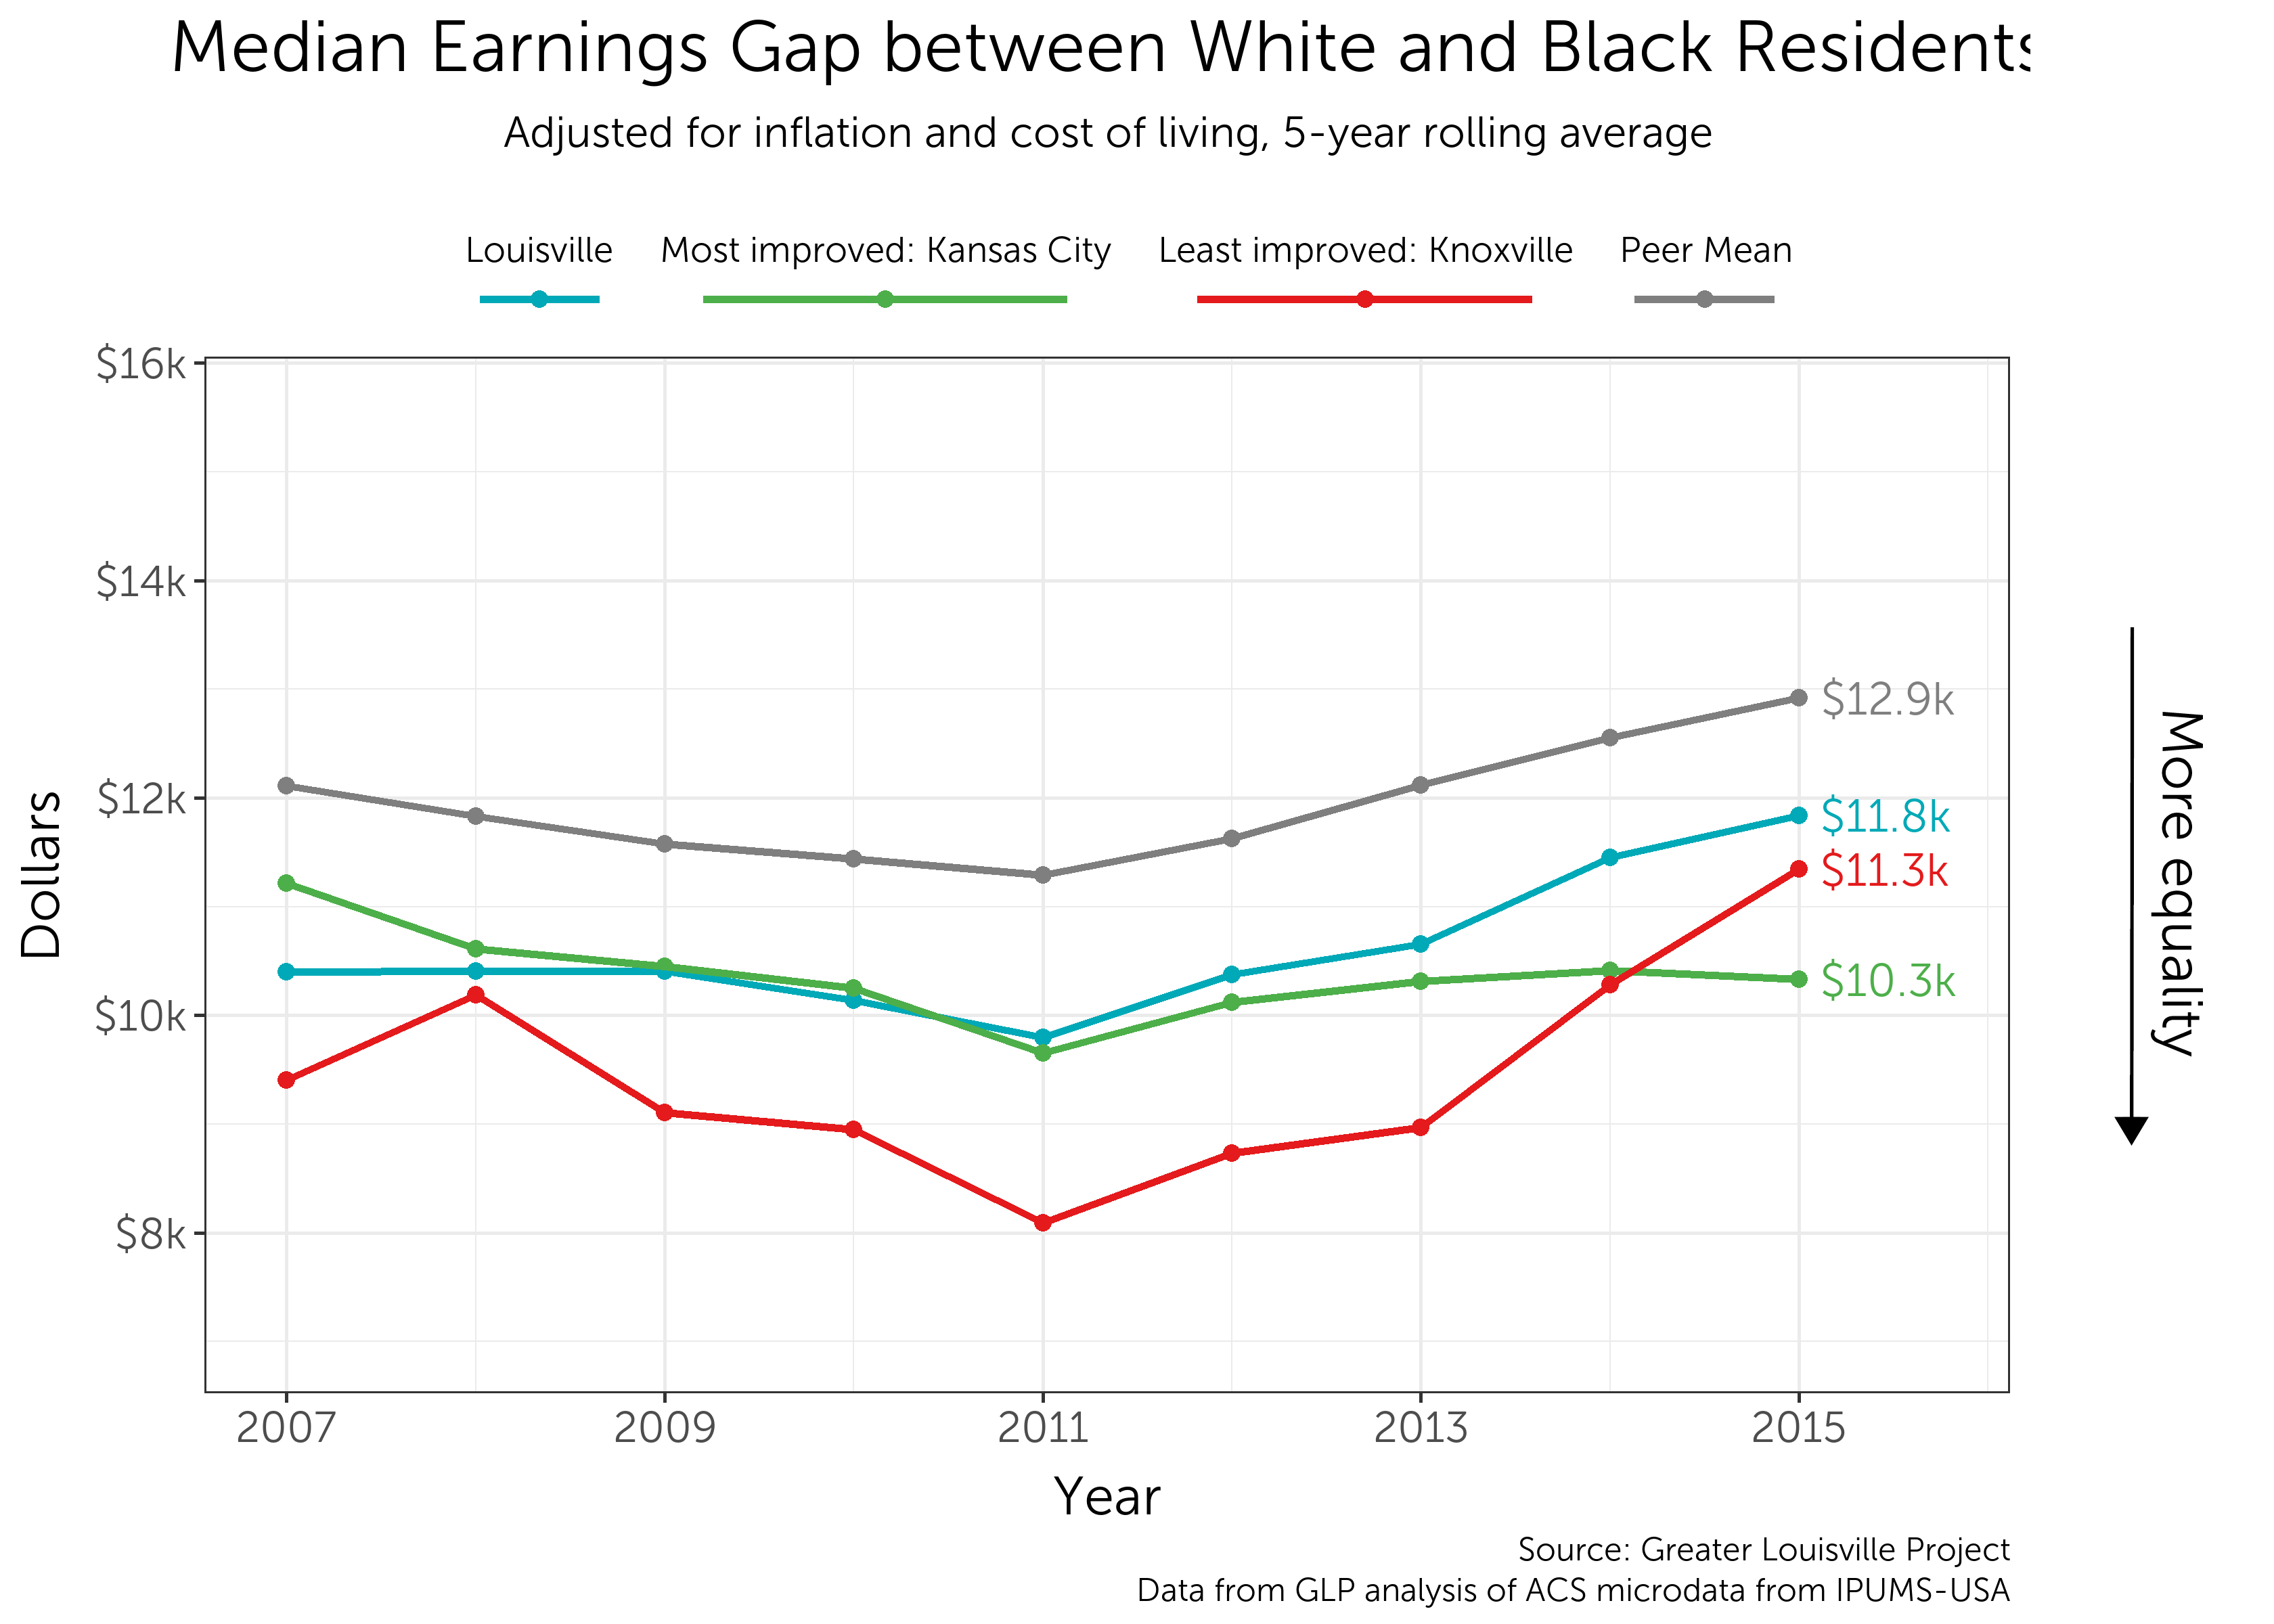 Median Earnings Gap between White and Black Residents
Adjusted for inflation and cost of living, 5-year rolling average
Louisville
Most improved: Kansas City
Least improved: Knoxville
Peer Mean
$16k
$14k
$12k
$10k
$8k
Dollars
$12.9k
$11.8k
$11.3k
$10.3k
More equality
2007
2009
2011
2013
2015
Year
Source: Greater Louisville Project
Data from GLP analysis of ACS microdata from IPUMS-USA